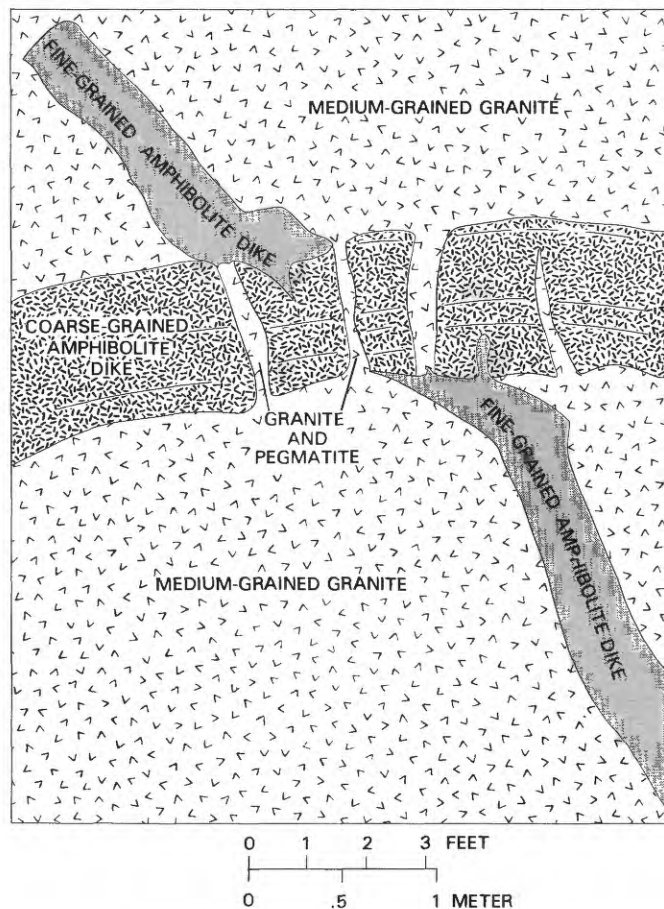 FINE-GRAINED AMPHIBOLITE DIKE
MEDIUM-GRAINED GRANITE
COARSE-GRAINED
AMPHIBOLITE
DIKE
GRANITE
AND
PEGMATITE
FINE-GRAINED AMPHIBOLITE DIKE
MEDIUM-GRAINED GRANITE
0 1 2 3 FEET
0 .5 1 METER